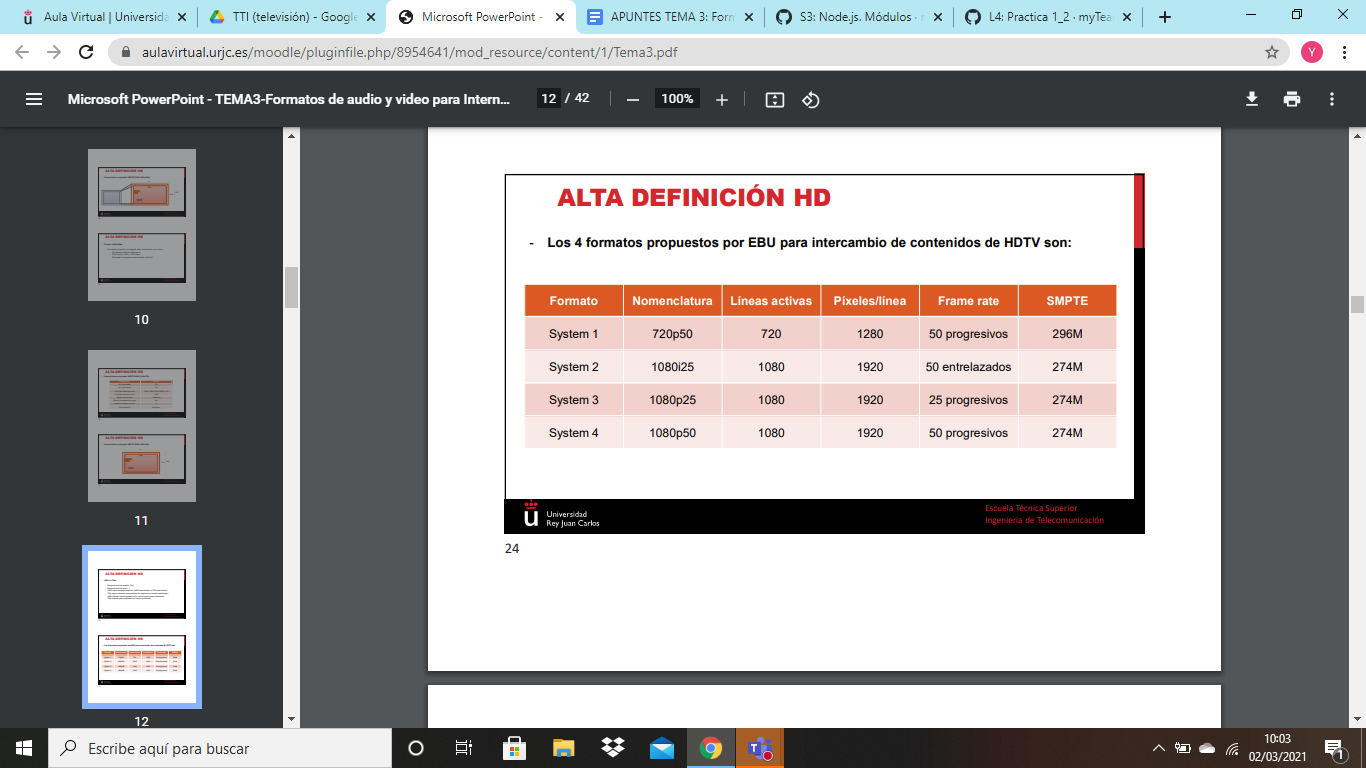 Aula Virtual | Universida
TTI (televisión) - Google
Microsoft PowerPoint -
APUNTES TEMA 3: Form
S3: Node.js. Módulos ·
L4: Practica 1_2 · myTea
aulavirtual.urjc.es/moodle/pluginfile.php/8954641/mod_resource/content/1/Tema3.pdf
Y
Microsoft PowerPoint - TEMA3-Formatos de audio y video para Intern...
12 / 42
100%
10
11
12
ALTA DEFINICIÓN HD
- Los 4 formatos propuestos por EBU para intercambio de contenidos de HDTV son:
Formato Nomenclatura Líneas activas Píxeles/línea Frame rate SMPTE
System 1 720p50 720 1280 50 progresivos 296M
System 2 1080i25 1080 1920 50 entrelazados 274M
System 3 1080p25 1080 1920 25 progresivos 274M
System 4 1080p50 1080 1920 50 progresivos 274M
Universidad
Rey Juan Carlos
Escuela Técnica Superior
Ingeniería de Telecomunicación
24
Escribe aquí para buscar
10:03
02/03/2021
1